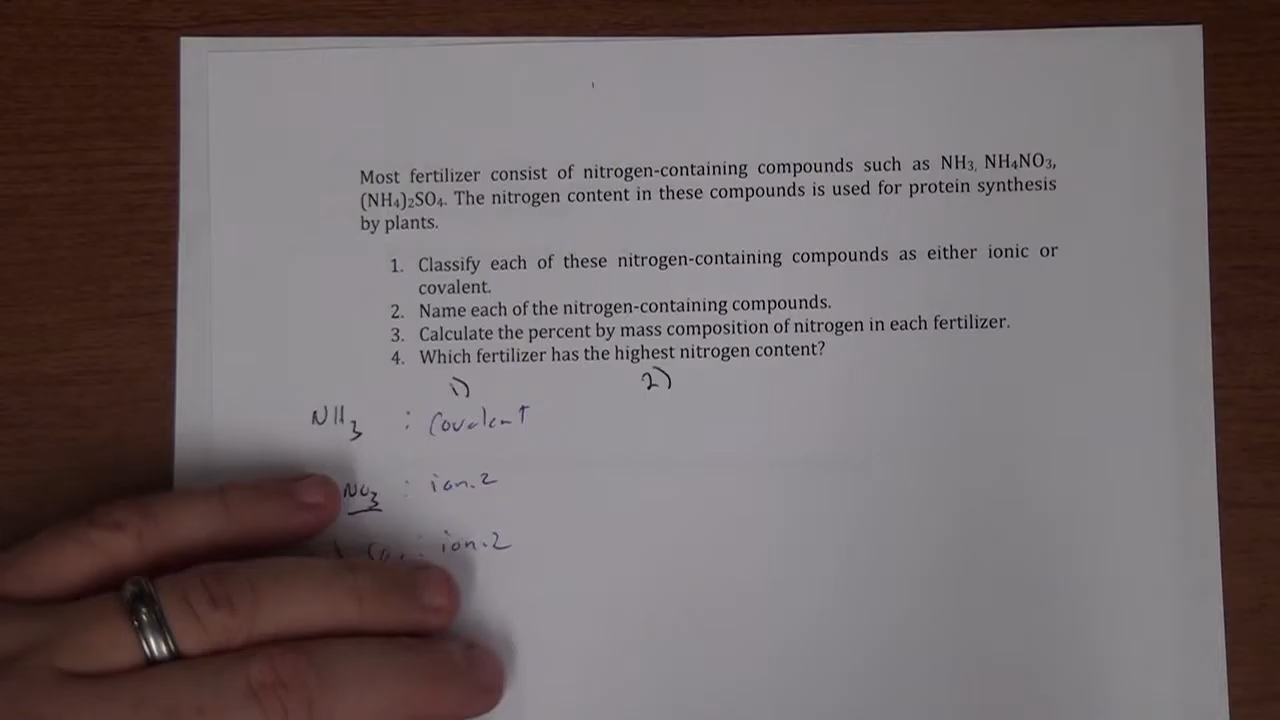 Most fertilizer consist of nitrogen-containing compounds such as NH3, NH4NO3,
(NH4)2SO4. The nitrogen content in these compounds is used for protein synthesis
by plants.
1. Classify each of these nitrogen-containing compounds as either ionic or
covalent.
2. Name each of the nitrogen-containing compounds.
3. Calculate the percent by mass composition of nitrogen in each fertilizer.
4. Which fertilizer has the highest nitrogen content?
1) 2)
NH3 : Covalent
NO3 : ionic
: ionic